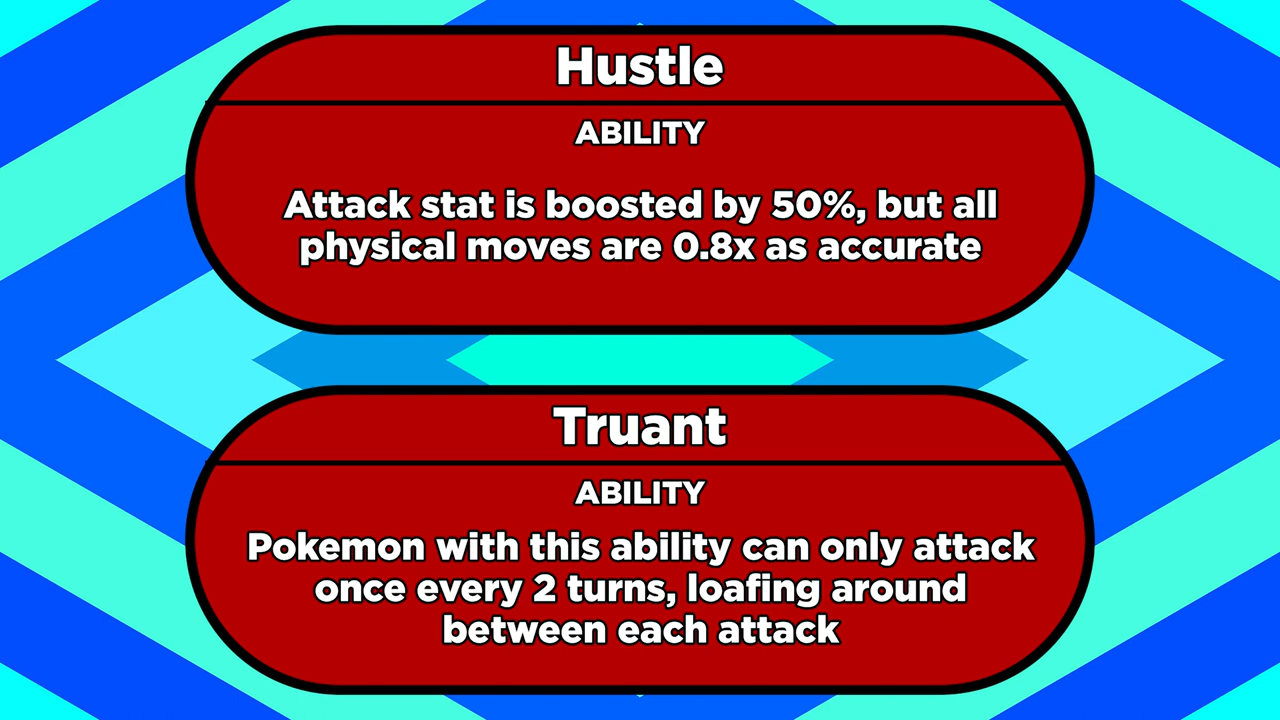 Hustle
ABILITY
Attack stat is boosted by 50%, but all
physical moves are 0.8x as accurate
Truant
ABILITY
Pokemon with this ability can only attack
once every 2 turns, loafing around
between each attack